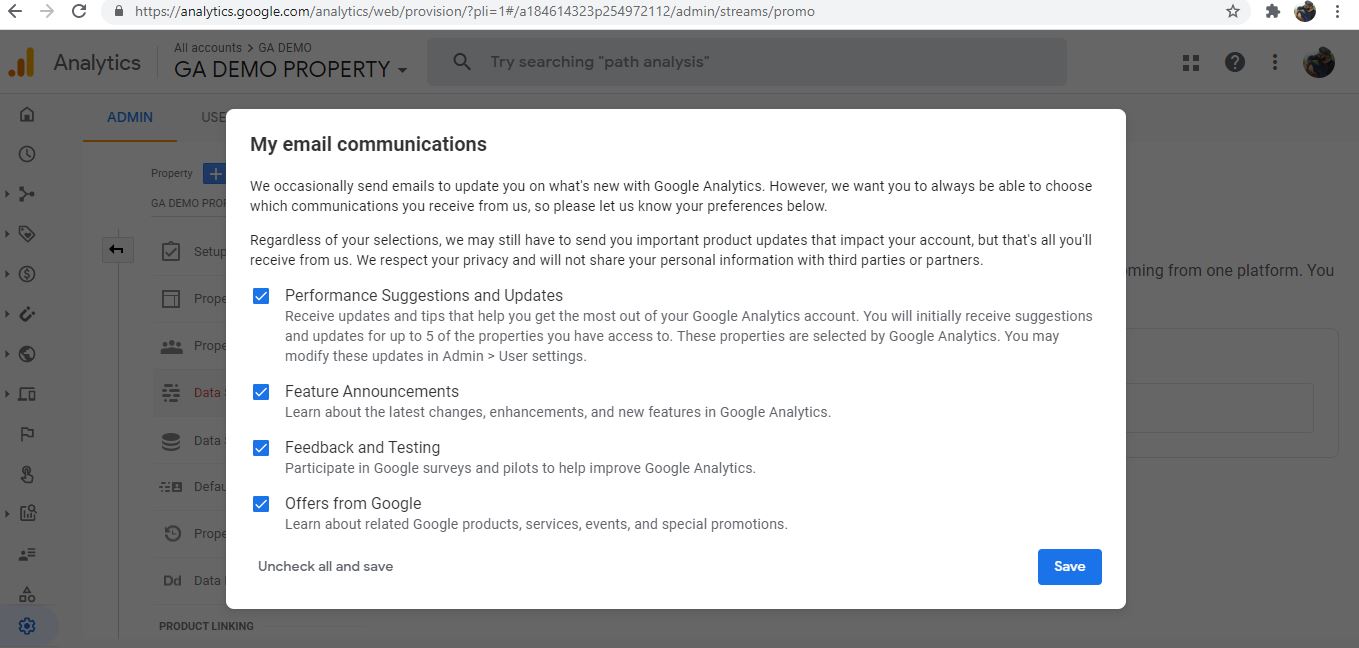 https://analytics.google.com/analytics/web/provision/?pli=1#/a184614323p254972112/admin/streams/promo
Analytics
All accounts > GA DEMO
GA DEMO PROPERTY
Try searching "path analysis"
ADMIN
Property
GA DEMO
Data
Data
Dd Data
PRODUCT LINKING
oming from one platform. You
My email communications
We occasionally send emails to update you on what's new with Google Analytics. However, we want you to always be able to choose
which communications you receive from us, so please let us know your preferences below.
Regardless of your selections, we may still have to send you important product updates that impact your account, but that's all you'll
receive from us. We respect your privacy and will not share your personal information with third parties or partners.
Performance Suggestions and Updates
Receive updates and tips that help you get the most out of your Google Analytics account. You will initially receive suggestions
and updates for up to 5 of the properties you have access to. These properties are selected by Google Analytics. You may
modify these updates in Admin > User settings.
Feature Announcements
Learn about the latest changes, enhancements, and new features in Google Analytics.
Feedback and Testing
Participate in Google surveys and pilots to help improve Google Analytics.
Offers from Google
Learn about related Google products, services, events, and special promotions.
Uncheck all and save
Save